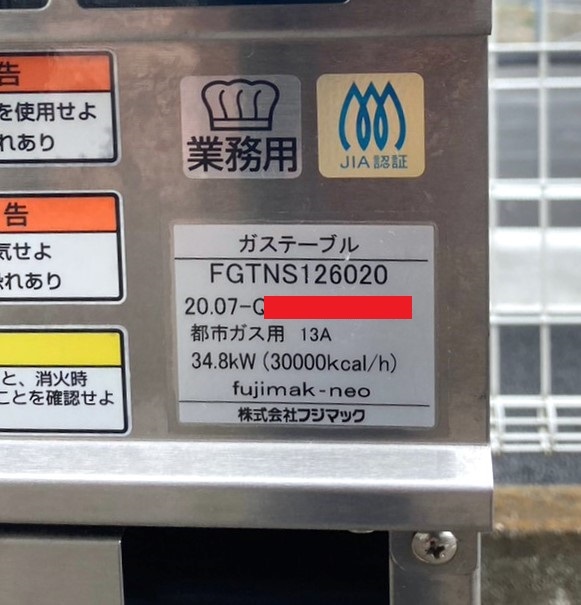 告
を使用せよ
れあり
告
気せよ
恐れあり
と、消火時
ことを確認せよ
業務用
JIA認証
ガステーブル
FGTNS126020
20.07-Q
都市ガス用 13A
34.8kW (30000kcal/h)
fujimak-neo
株式会社フジマック